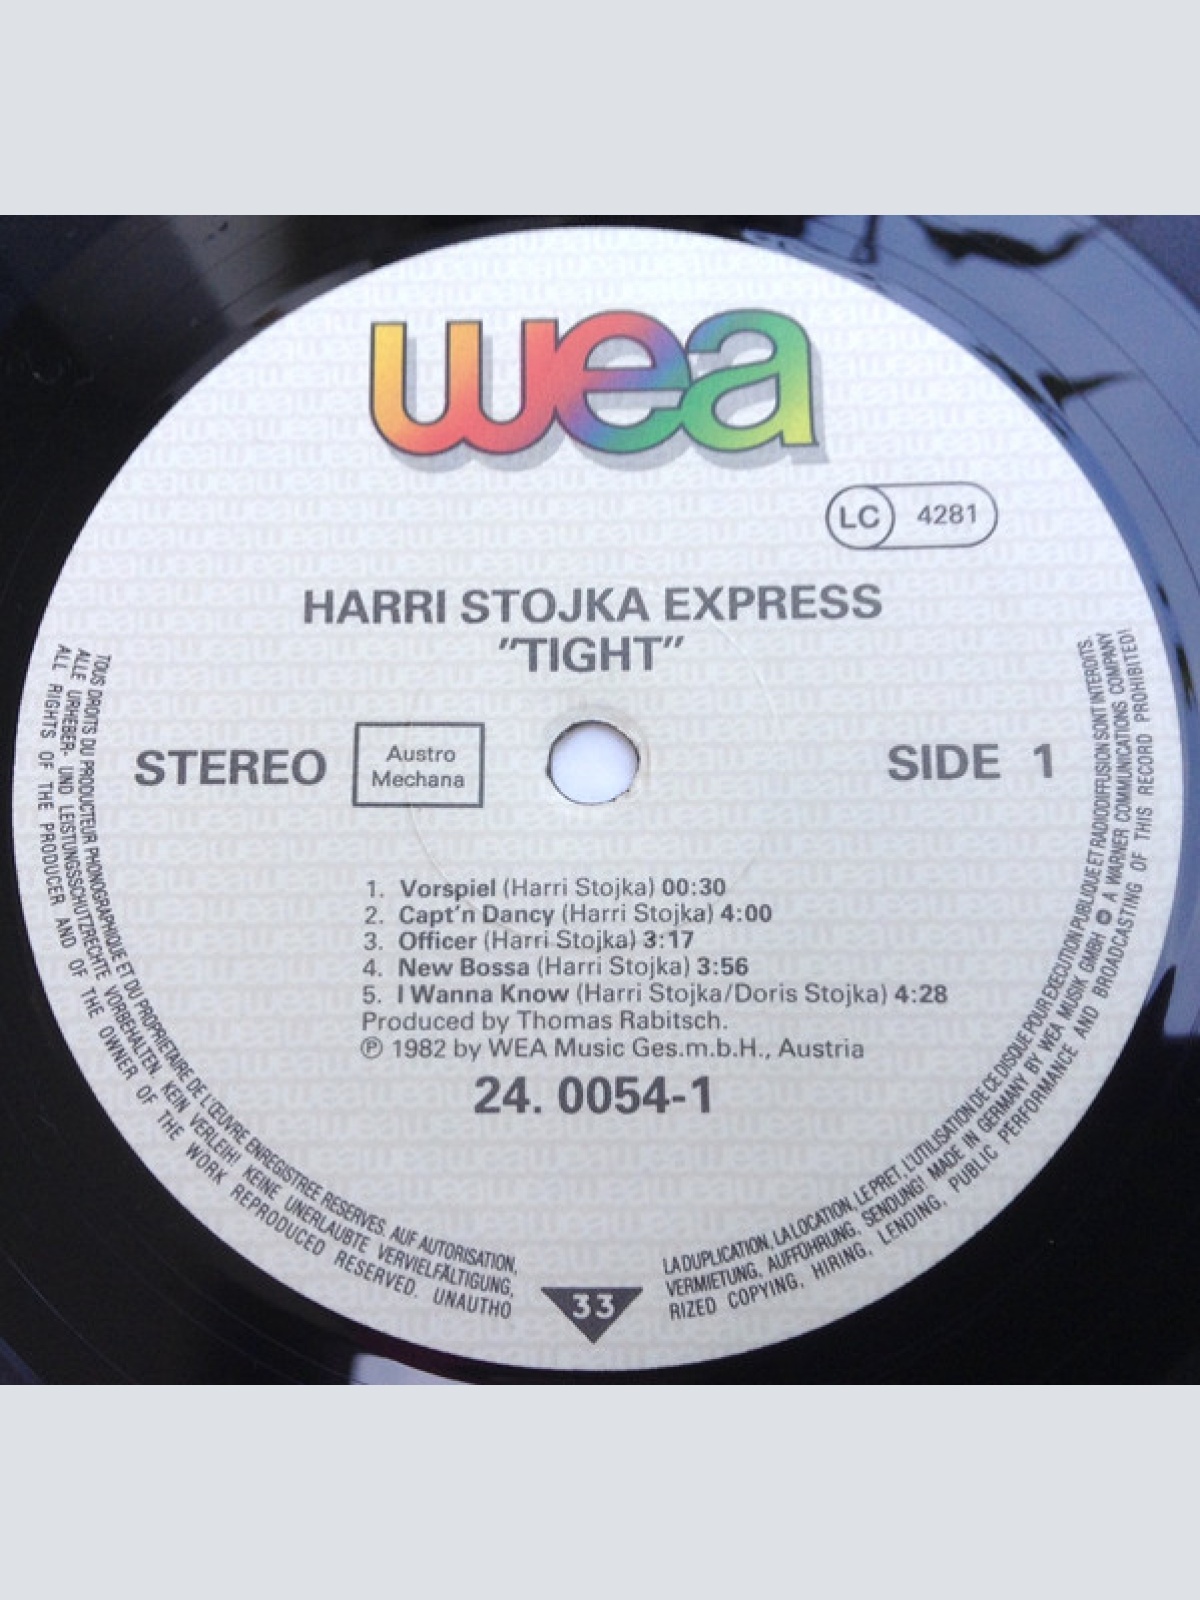 wea
LC 4281
HARRI STOJKA EXPRESS
"TIGHT"
STEREO
Austro
Mechana
SIDE 1
1. Vorspiel (Harri Stojka) 00:30
2. Capt'n Dancy (Harri Stojka) 4:00
3. Officer (Harri Stojka) 3:17
4. New Bossa (Harri Stojka) 3:56
5. I Wanna Know (Harri Stojka/Doris Stojka) 4:28
Produced by Thomas Rabitsch.
℗ 1982 by WEA Music Ges.m.b.H., Austria
24. 0054-1
33
TOUS DROITS DU PRODUCTEUR PHONOGRAPHIQUE ET DU PROPRIETAIRE DE L'ŒUVRE ENREGISTREE RESERVES. AUF AUTORISATION,
LA DUPLICATION, LA LOCATION, LE PRET, L'UTILISATION DE CE DISQUE POUR EXECUTION PUBLIQUE ET RADIODIFFUSION SONT INTERDITS.
ALLE URHEBER- UND LEISTUNGSSCHUTZRECHTE VORBEHALTEN. KEIN VERLEIH! KEINE UNERLAUBTE VERVIELFÄLTIGUNG,
VERMIETUNG, AUFFÜHRUNG, SENDUNG! MADE IN GERMANY BY WEA MUSIK GMBH A WARNER COMMUNICATIONS COMPANY
ALL RIGHTS OF THE PRODUCER AND OF THE OWNER OF THE WORK REPRODUCED RESERVED. UNAUTHO
RIZED COPYING, HIRING, LENDING, PUBLIC PERFORMANCE AND BROADCASTING OF THIS RECORD PROHIBITED!